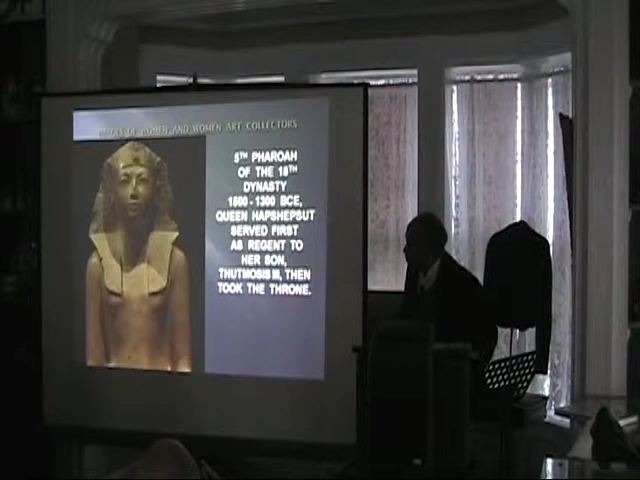 IMAGES OF WOMEN AND WOMEN ART COLLECTORS
5TH PHAROAH
OF THE 18TH
DYNASTY
1500 - 1300 BCE,
QUEEN HAPSHEPSUT
SERVED FIRST
AS REGENT TO
HER SON,
THUTMOSIS III, THEN
TOOK THE THRONE.